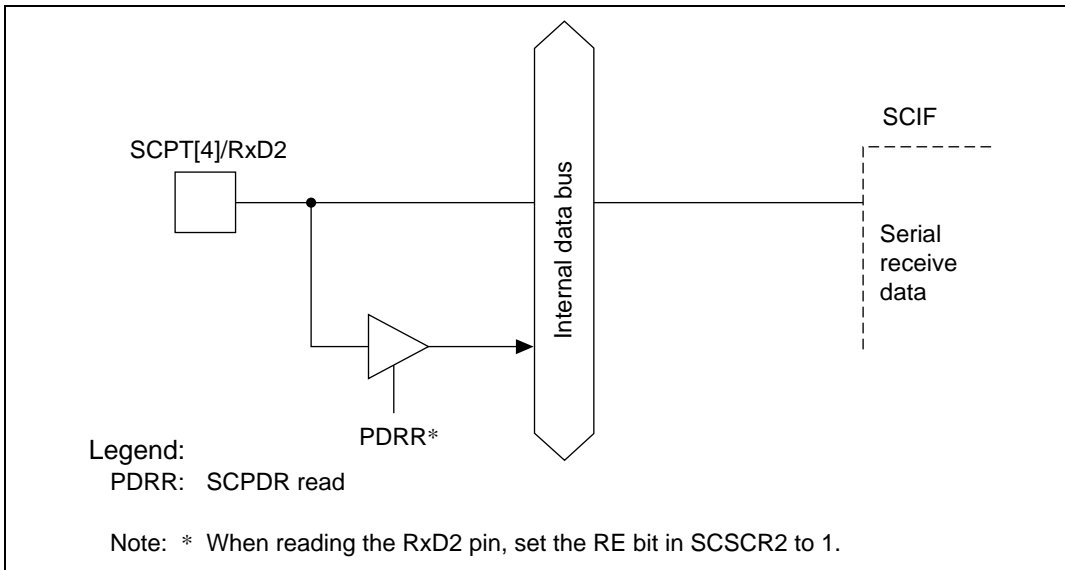 SCPT[4]/RxD2
Internal data bus
SCIF
Serial
receive
data
PDRR*
Legend:
PDRR: SCPDR read
Note: * When reading the RxD2 pin, set the RE bit in SCSCR2 to 1.